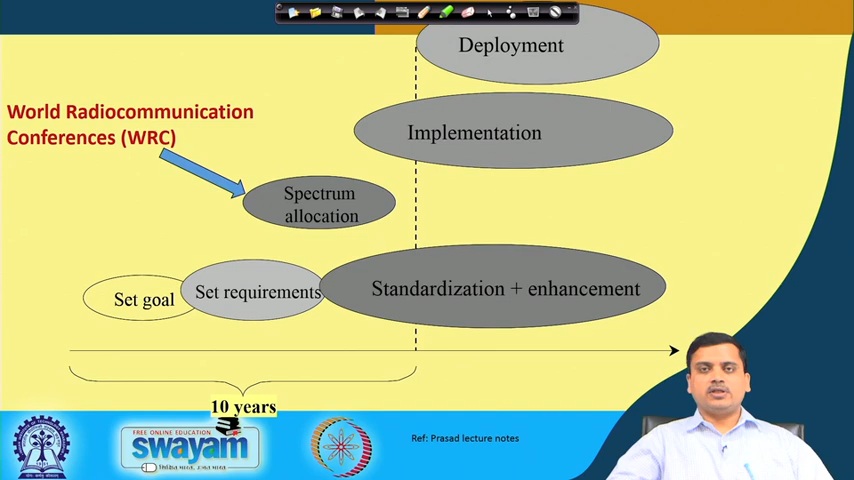 Deployment
World Radiocommunication
Conferences (WRC)
Implementation
Spectrum
allocation
Set goal
Set requirements
Standardization + enhancement
10 years
FREE ONLINE EDUCATION
swayam
Ref: Prasad lecture notes